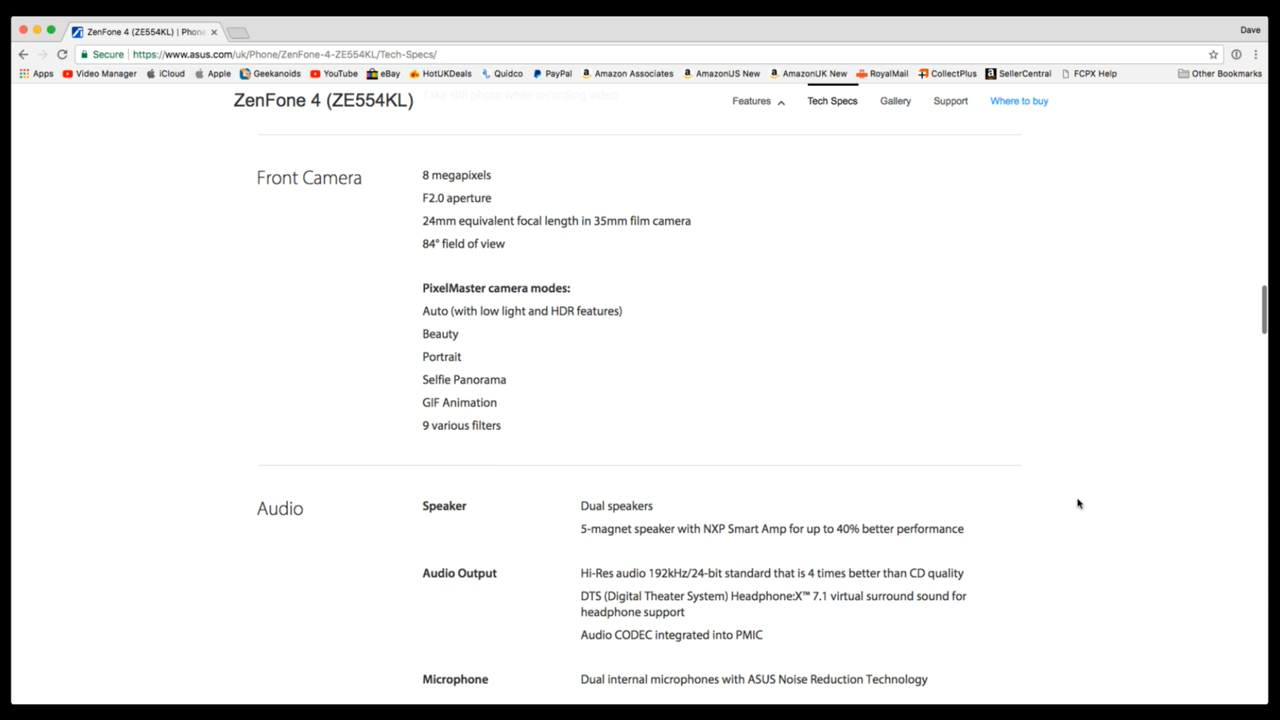 ZenFone 4 (ZE554KL) | Phone
Dave
Secure
https://www.asus.com/uk/Phone/ZenFone-4-ZE554KL/Tech-Specs/
Apps
Video Manager
iCloud
Apple
Geekanoids
YouTube
eBay
HotUKDeals
Quidco
PayPal
Amazon Associates
AmazonUS New
AmazonUK New
RoyalMail
CollectPlus
SellerCentral
FCPX Help
Other Bookmarks
ZenFone 4 (ZE554KL)
Take still photo while recording video
Features
Tech Specs
Gallery
Support
Where to buy
Front Camera
8 megapixels
F2.0 aperture
24mm equivalent focal length in 35mm film camera
84° field of view
PixelMaster camera modes:
Auto (with low light and HDR features)
Beauty
Portrait
Selfie Panorama
GIF Animation
9 various filters
Audio
Speaker
Dual speakers
5-magnet speaker with NXP Smart Amp for up to 40% better performance
Audio Output
Hi-Res audio 192kHz/24-bit standard that is 4 times better than CD quality
DTS (Digital Theater System) Headphone:X™ 7.1 virtual surround sound for
headphone support
Audio CODEC integrated into PMIC
Microphone
Dual internal microphones with ASUS Noise Reduction Technology